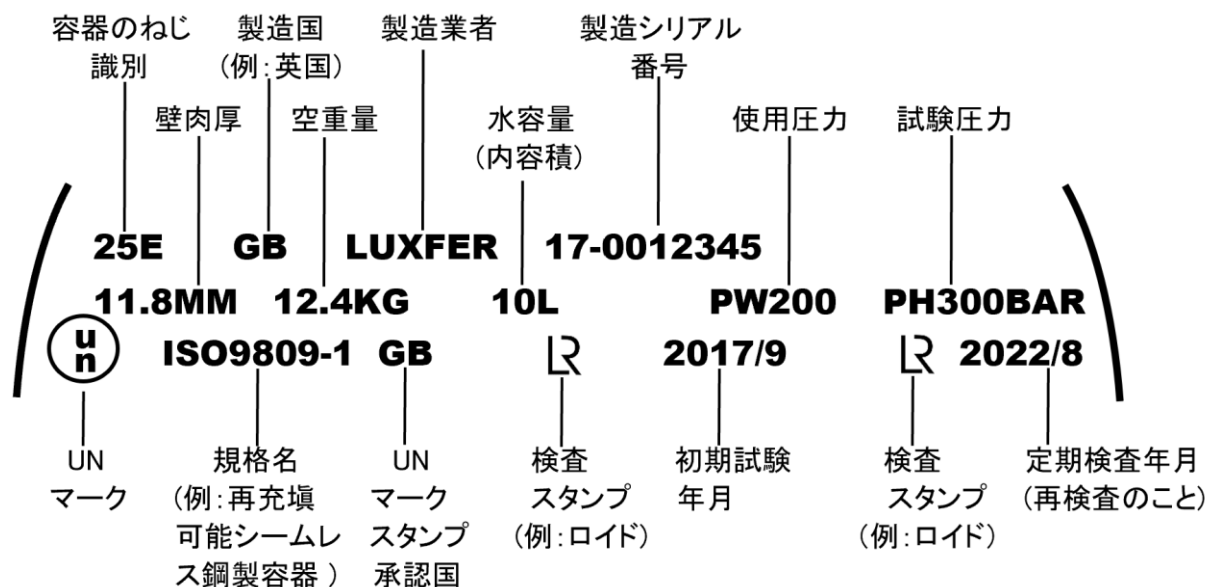 容器のねじ
識別
製造国
(例:英国)
製造業者
製造シリアル
番号
壁肉厚
空重量
水容量
(内容積)
使用圧力
試験圧力
25E GB LUXFER 17-0012345
11.8MM 12.4KG 10L PW200 PH300BAR
un ISO9809-1 GB LR 2017/9 LR 2022/8
UN
マーク
規格名
(例:再充塡
可能シームレ
ス鋼製容器)
UN
マーク
スタンプ
承認国
検査
スタンプ
(例:ロイド)
初期試験
年月
検査
スタンプ
(例:ロイド)
定期検査年月
(再検査のこと)